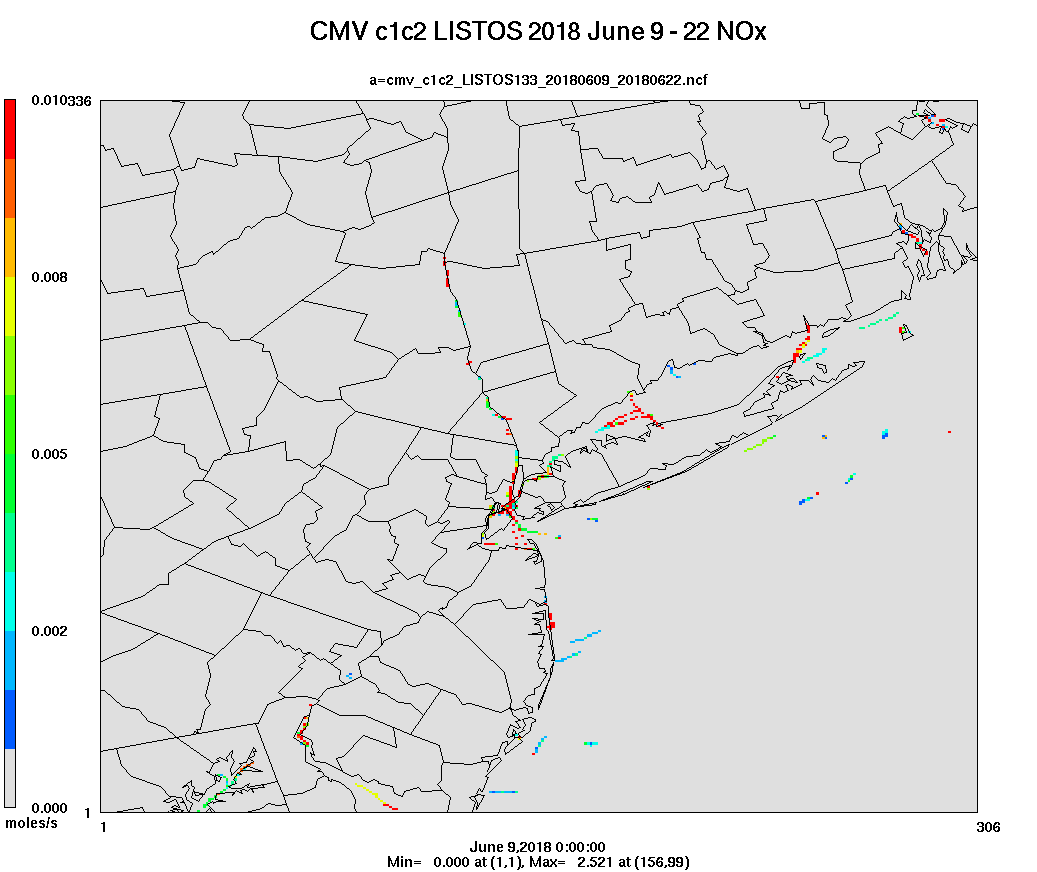 CMV c1c2 LISTOS 2018 June 9 - 22 NOx
a=cmv_c1c2_LISTOS133_20180609_20180622.ncf
0.010336
0.008
0.005
0.002
0.000
moles/s
1
1
306
June 9,2018 0:00:00
Min= 0.000 at (1,1), Max= 2.521 at (156,99)